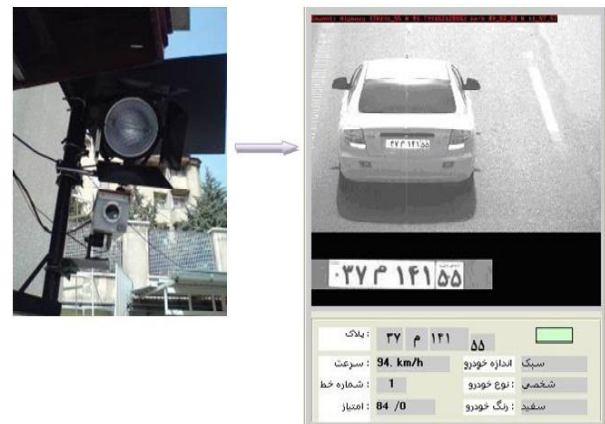 ۳۷ م ۱۴۱ ۵۵
۳۷ م ۱۴۱ ۵۵
پلاک : ۳۷ م ۱۴۱ ۵۵
سرعت : 94. km/h اندازه خودرو سبک
شماره خط : 1 نوع خودرو : شخصی
امتیاز : 84 /0 رنگ خودرو : سفید